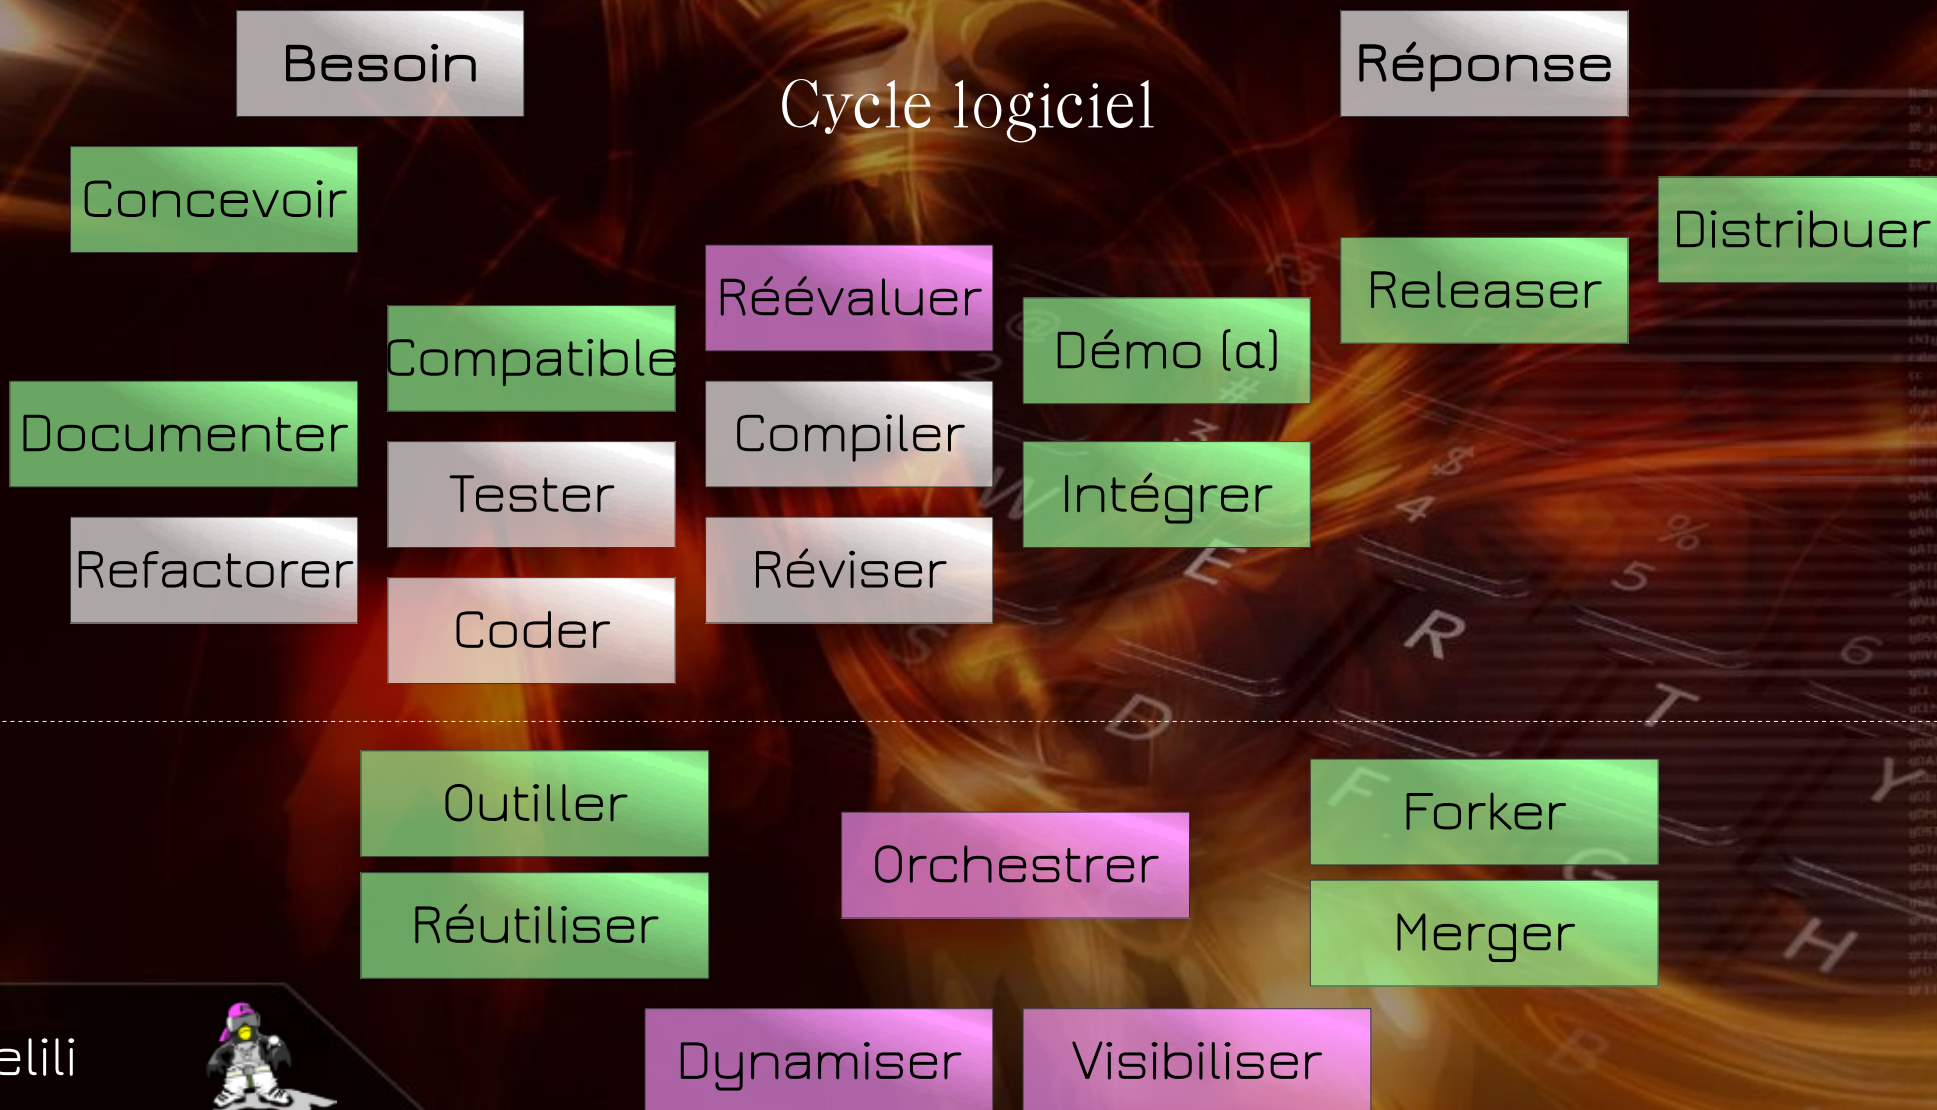 Besoin
Cycle logiciel
Réponse
Concevoir
Distribuer
Réévaluer
Releaser
Compatible
Démo (α)
Documenter
Compiler
Tester
Intégrer
Refactorer
Réviser
Coder
Outiller
Forker
Orchestrer
Réutiliser
Merger
elili
Dynamiser
Visibiliser